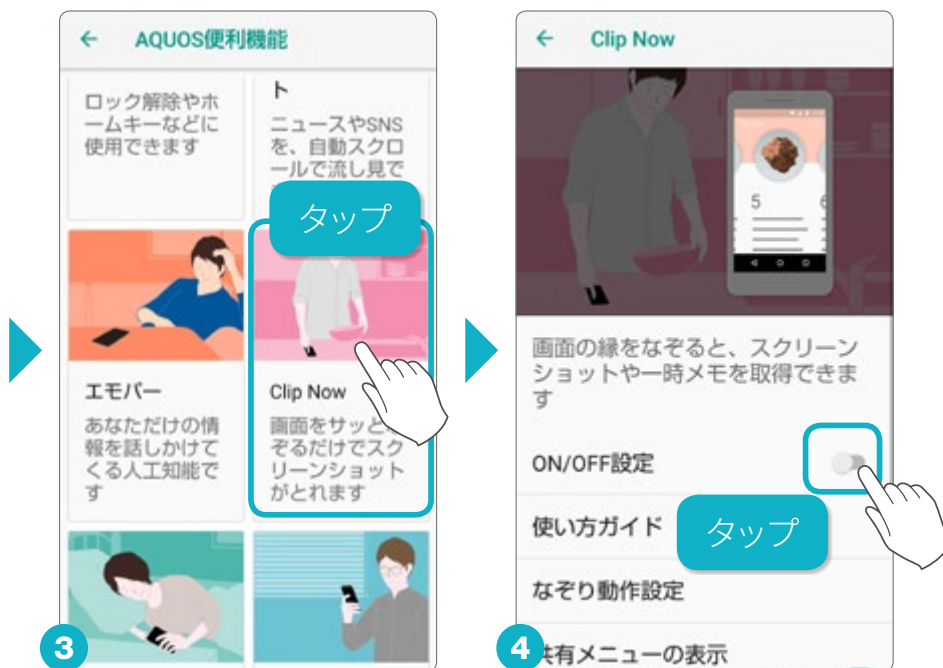 ← AQUOS便利機能
ロック解除やホ
ームキーなどに
使用できます
ト
ニュースやSNS
を、自動スクロ
ールで流し見で
タップ
エモパー
あなただけの情
報を話しかけて
くる人工知能で
す
Clip Now
画面をサッと
ぞるだけでスク
リーンショット
がとれます
3
← Clip Now
5
6
画面の縁をなぞると、スクリーン
ショットや一時メモを取得できま
す
ON/OFF設定
使い方ガイド
タップ
なぞり動作設定
共有メニューの表示
4